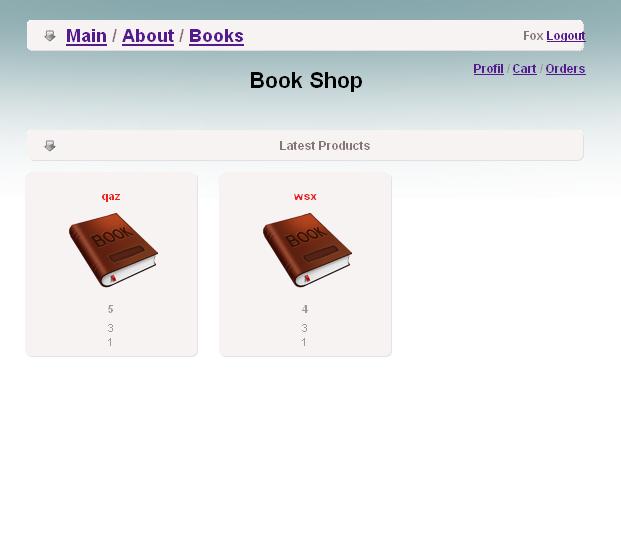 Main / About / Books
Fox Logout
Profil / Cart / Orders
Book Shop
Latest Products
qaz
wsx
BOOK
BOOK
5
4
3
3
1
1